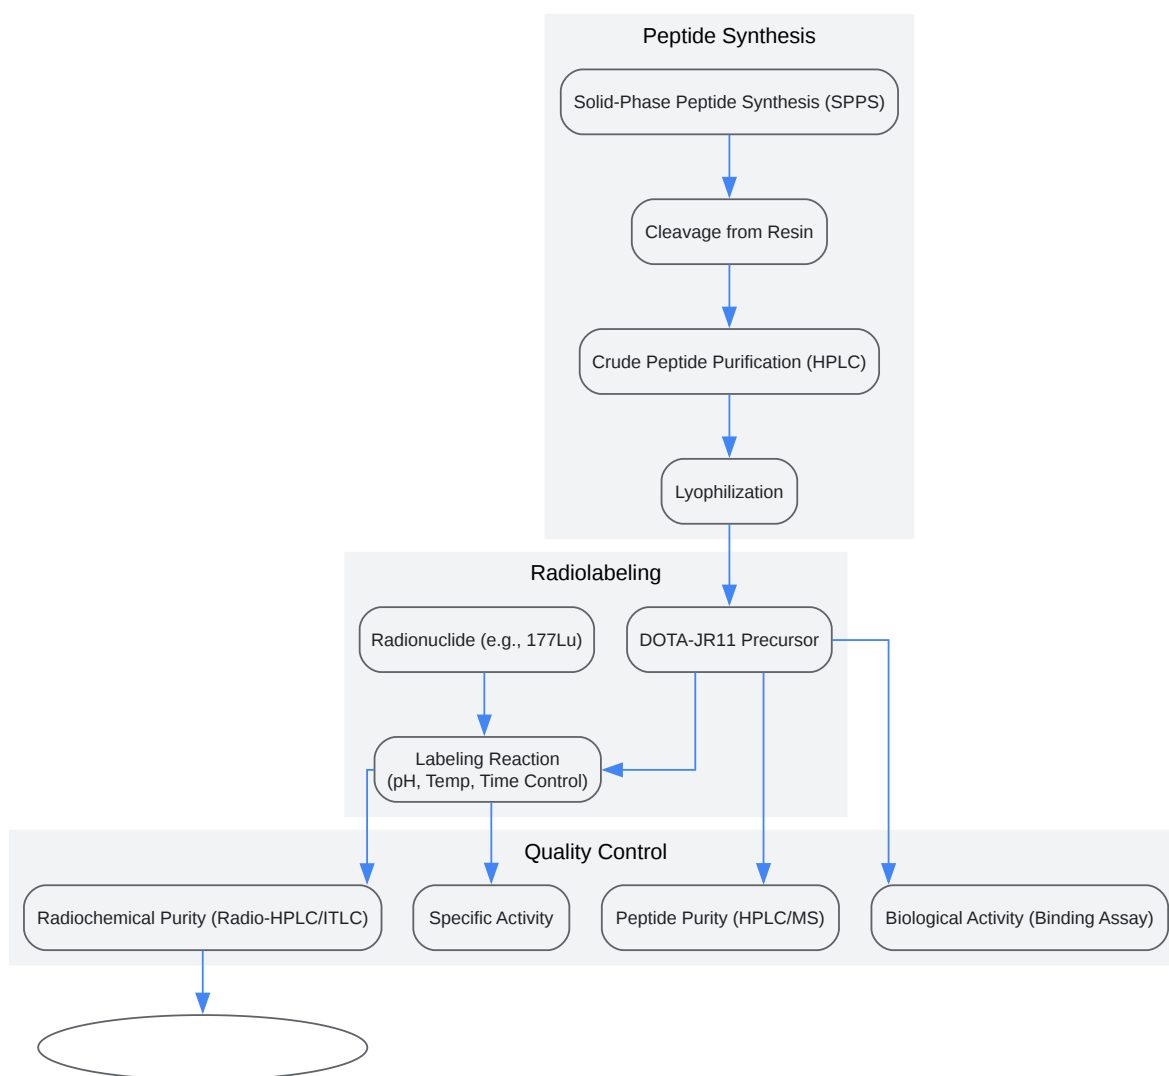 Peptide Synthesis
Solid-Phase Peptide Synthesis (SPPS)
Cleavage from Resin
Crude Peptide Purification (HPLC)
Lyophilization
Radiolabeling
Radionuclide (e.g., 177Lu)
DOTA-JR11 Precursor
Labeling Reaction
(pH, Temp, Time Control)
Quality Control
Radiochemical Purity (Radio-HPLC/ITLC)
Specific Activity
Peptide Purity (HPLC/MS)
Biological Activity (Binding Assay)